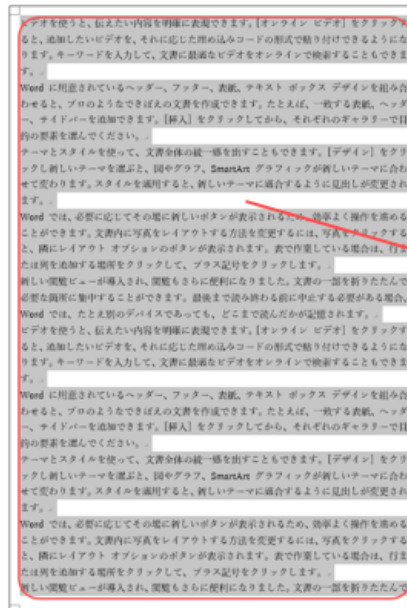 ビデオを使うと、伝えたい内容を明確に表現できます。[オンライン ビデオ] をクリックす
ると、追加したいビデオを、それに応じた埋め込みコードの形式で貼り付けできるようにな
ります。キーワードを入力して、文書に最適なビデオをオンラインで検索することもできま
す。
Word に用意されているヘッダー、フッター、表紙、テキスト ボックス デザインを組み合
わせると、プロのようなできばえの文書を作成できます。たとえば、一致する表紙、ヘッダ
ー、サイドバーを追加できます。[挿入] をクリックしてから、それぞれのギャラリーで目
的の要素を選んでください。
テーマとスタイルを使って、文書全体の統一感を出すこともできます。[デザイン] をクリ
ックし新しいテーマを選ぶと、図やグラフ、SmartArt グラフィックが新しいテーマに合わ
せて変わります。スタイルを適用すると、新しいテーマに適合するように見出しが変更され
ます。
Word では、必要に応じてその場に新しいボタンが表示されるため、効率よく操作を進める
ことができます。文書内に写真をレイアウトする方法を変更するには、写真をクリックする
と、隣にレイアウト オプションのボタンが表示されます。表で作業している場合は、行ま
たは列を追加する場所をクリックして、プラス記号をクリックします。
新しい閲覧ビューが導入され、閲覧もさらに便利になりました。文書の一部を折りたたんで
必要な箇所に集中することができます。最後まで読み終わる前に中止する必要がある場合、
Word では、たとえ別のデバイスであっても、どこまで読んだかが記憶されます。
ビデオを使うと、伝えたい内容を明確に表現できます。[オンライン ビデオ] をクリックす
ると、追加したいビデオを、それに応じた埋め込みコードの形式で貼り付けできるようにな
ります。キーワードを入力して、文書に最適なビデオをオンラインで検索することもできま
す。
Word に用意されているヘッダー、フッター、表紙、テキスト ボックス デザインを組み合
わせると、プロのようなできばえの文書を作成できます。たとえば、一致する表紙、ヘッダ
ー、サイドバーを追加できます。[挿入] をクリックしてから、それぞれのギャラリーで目
的の要素を選んでください。
テーマとスタイルを使って、文書全体の統一感を出すこともできます。[デザイン] をクリ
ックし新しいテーマを選ぶと、図やグラフ、SmartArt グラフィックが新しいテーマに合わ
せて変わります。スタイルを適用すると、新しいテーマに適合するように見出しが変更され
ます。
Word では、必要に応じてその場に新しいボタンが表示されるため、効率よく操作を進める
ことができます。文書内に写真をレイアウトする方法を変更するには、写真をクリックする
と、隣にレイアウト オプションのボタンが表示されます。表で作業している場合は、行ま
たは列を追加する場所をクリックして、プラス記号をクリックします。
新しい閲覧ビューが導入され、閲覧もさらに便利になりました。文書の一部を折りたたんで